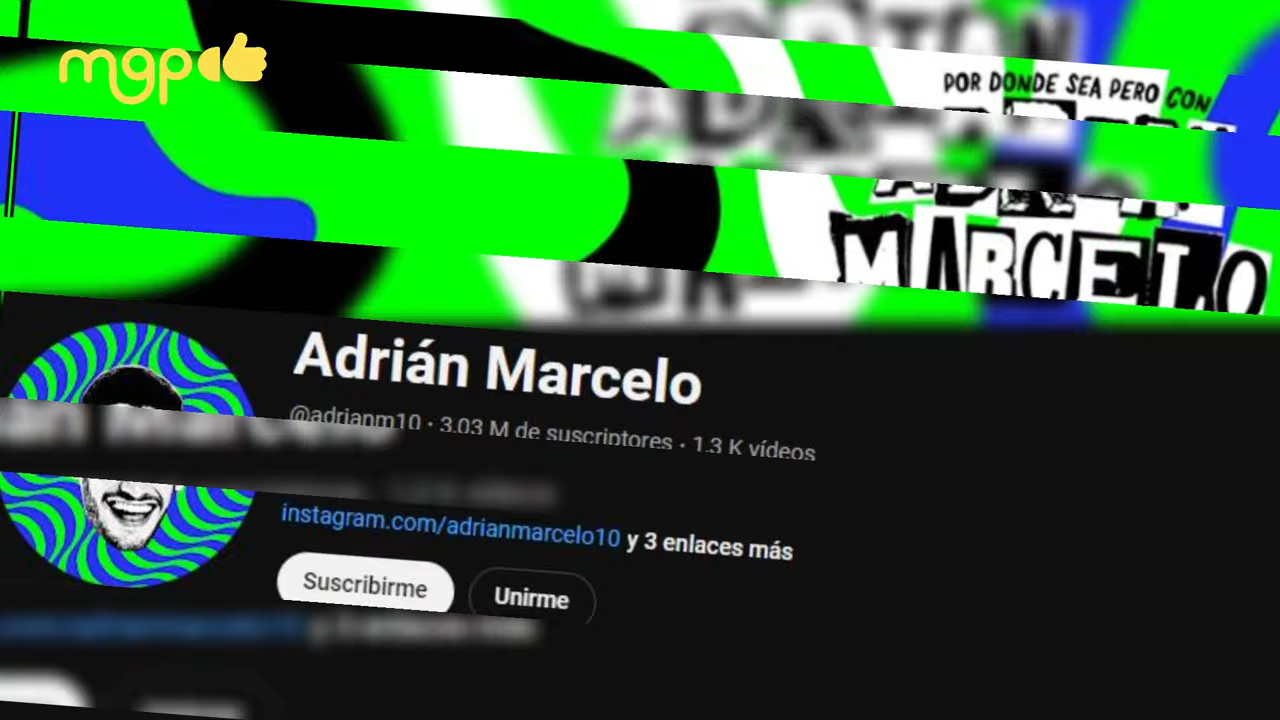 mgp
POR DONDE SEA PERO CON
MARCELO
Adrián Marcelo
@adrianm10 · 3.03 M de suscriptores · 1.3 K vídeos
instagram.com/adrianmarcelo10 y 3 enlaces más
Suscribirme
Unirme